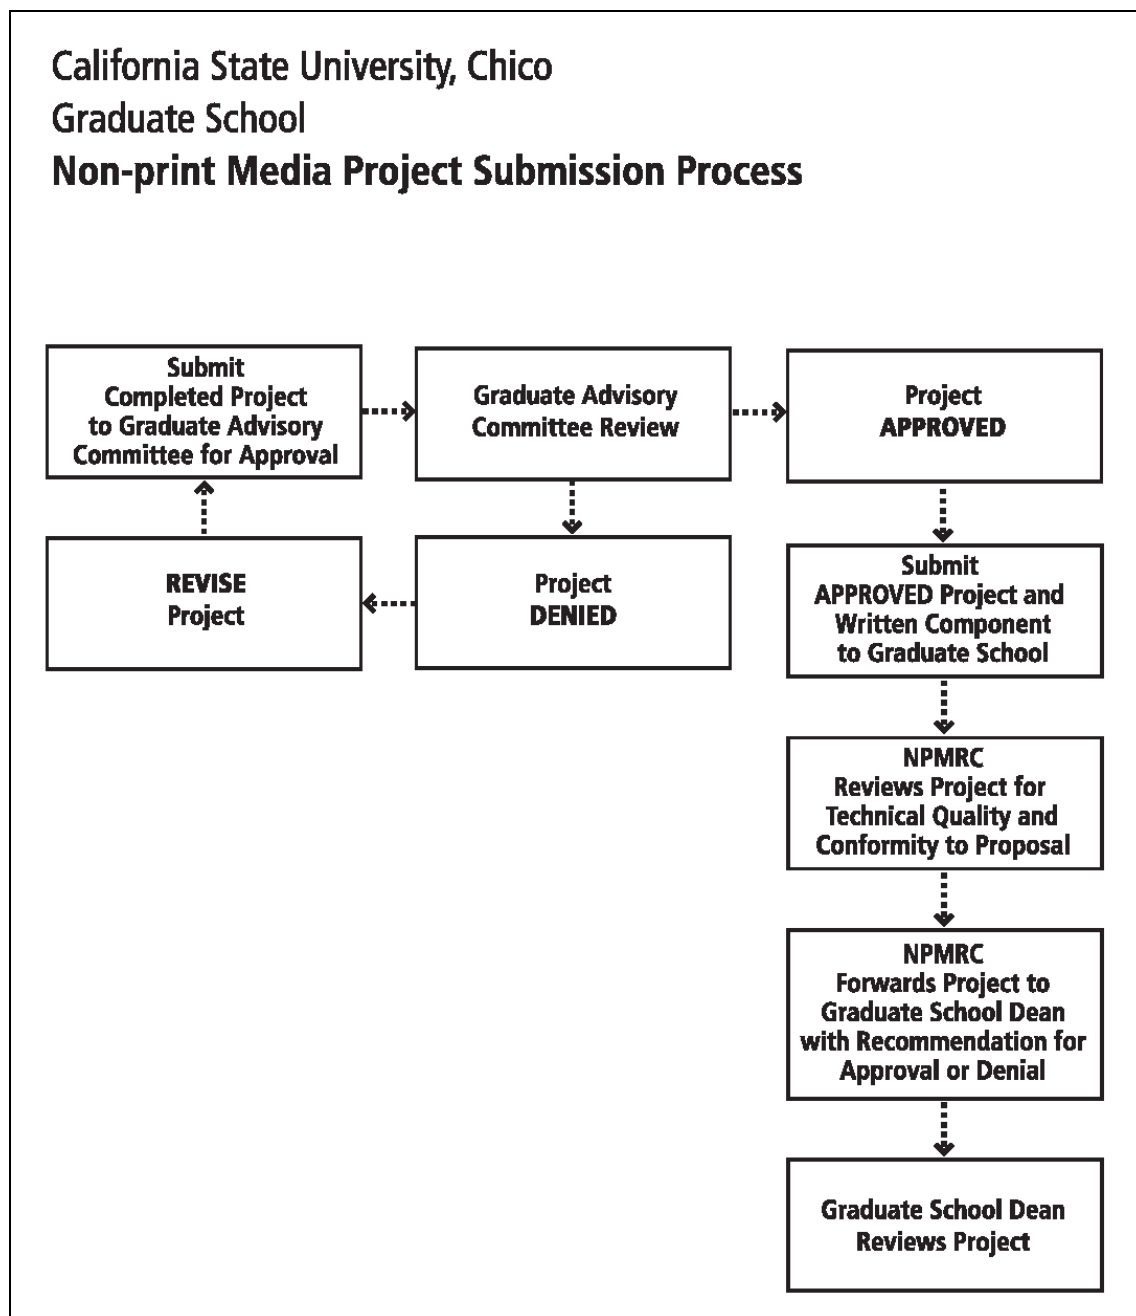 California State University, Chico
Graduate School
Non-print Media Project Submission Process
Submit
Completed Project
to Graduate Advisory
Committee for Approval
Graduate Advisory
Committee Review
Project
APPROVED
REVISE
Project
Project
DENIED
Submit
APPROVED Project and
Written Component
to Graduate School
NPMRC
Reviews Project for
Technical Quality and
Conformity to Proposal
NPMRC
Forwards Project to
Graduate School Dean
with Recommendation for
Approval or Denial
Graduate School Dean
Reviews Project